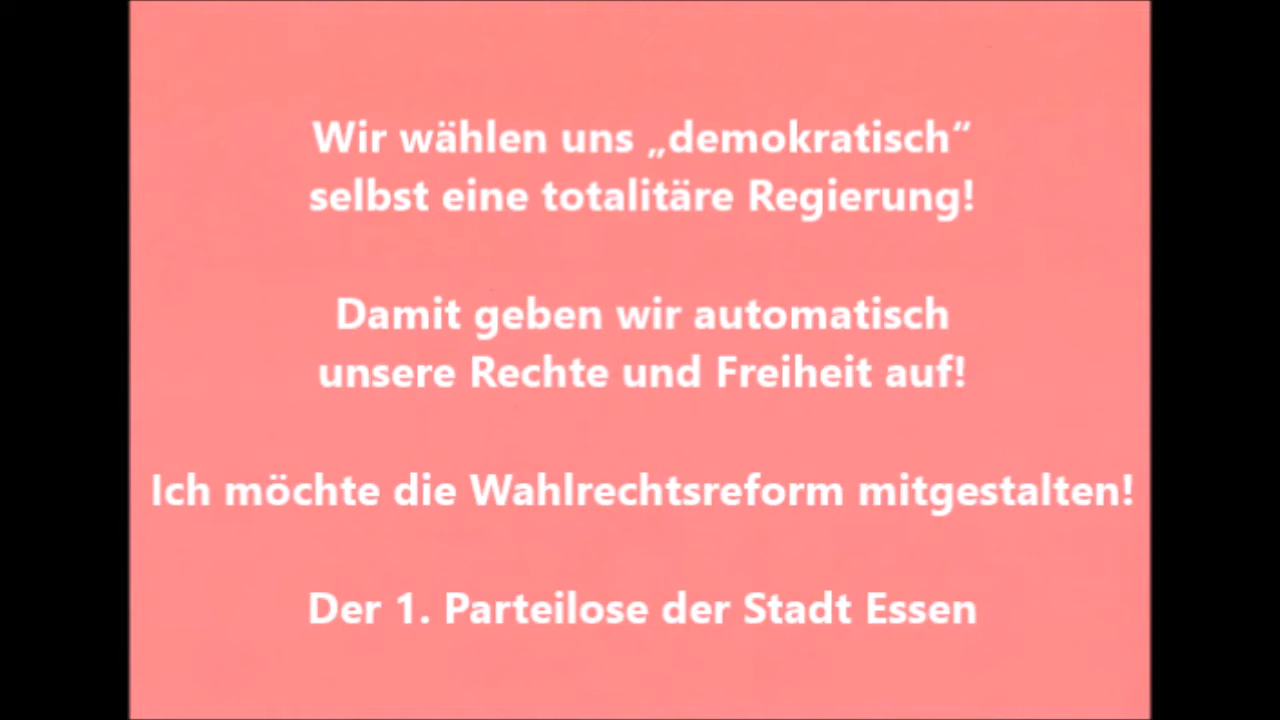 Wir wählen uns „demokratisch“
selbst eine totalitäre Regierung!
Damit geben wir automatisch
unsere Rechte und Freiheit auf!
Ich möchte die Wahlrechtsreform mitgestalten!
Der 1. Parteilose der Stadt Essen